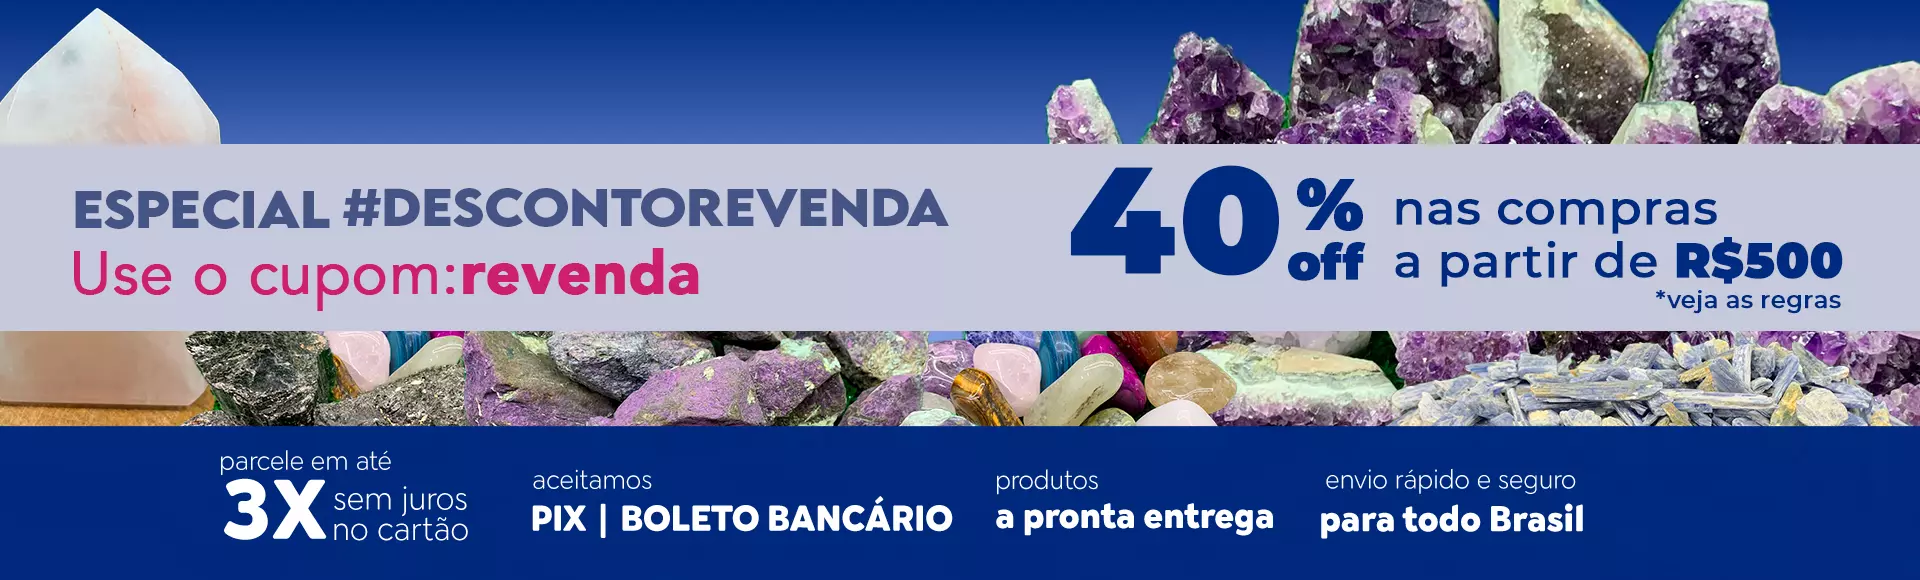 ESPECIAL #DESCONTOREVENDA
Use o cupom:revenda
40% off
nas compras
a partir de R$500
*veja as regras
parcele em até
3X sem juros
no cartão
aceitamos
PIX | BOLETO BANCÁRIO
produtos
a pronta entrega
envio rápido e seguro
para todo Brasil